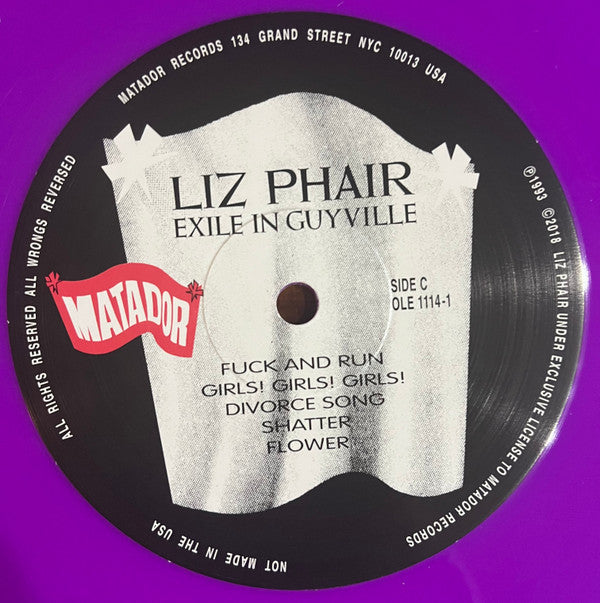 MATADOR RECORDS 134 GRAND STREET NYC 10013 USA
LIZ PHAIR
EXILE IN GUYVILLE
MATADOR
SIDE C
OLE 1114-1
FUCK AND RUN
GIRLS! GIRLS! GIRLS!
DIVORCE SONG
SHATTER
FLOWER
℗1993 ©2018 LIZ PHAIR UNDER EXCLUSIVE LICENSE TO MATADOR RECORDS
NOT MADE IN THE USA
ALL RIGHTS RESERVED ALL WRONGS REVERSED